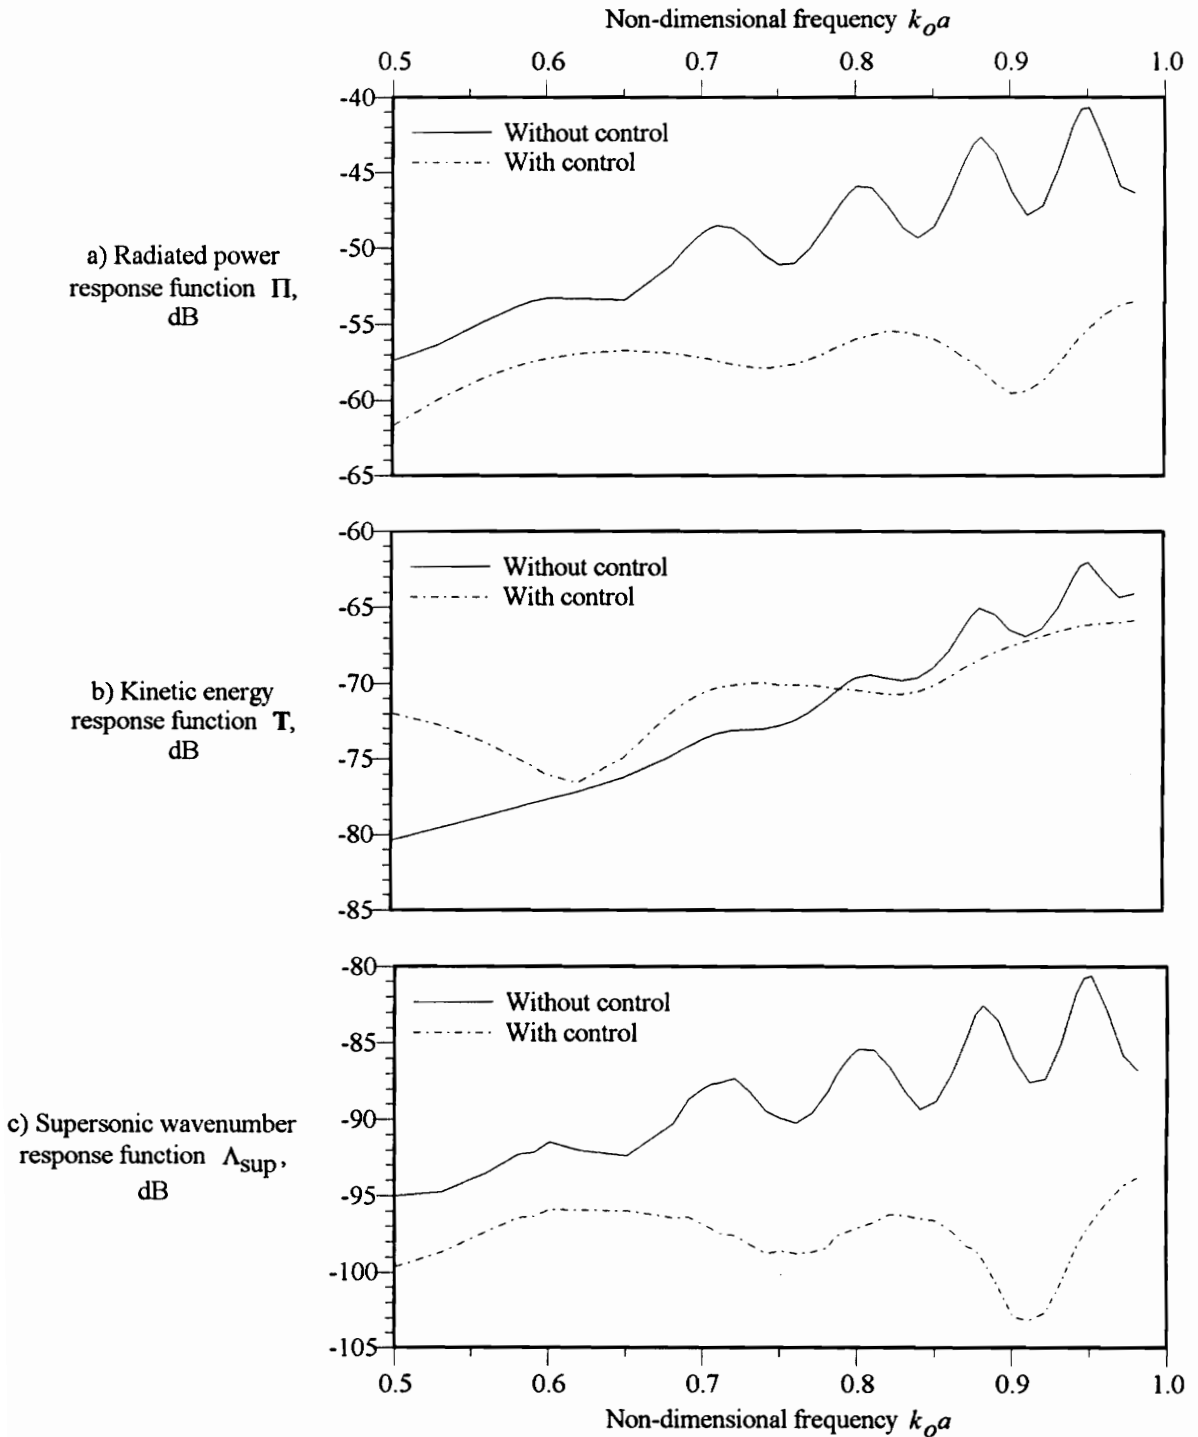 Non-dimensional frequency kₒa
0.5 0.6 0.7 0.8 0.9 1.0
-40
-45
-50
-55
-60
-65
Without control
With control
a) Radiated power
response function Π,
dB
-60
-65
-70
-75
-80
-85
Without control
With control
b) Kinetic energy
response function T,
dB
-80
-85
-90
-95
-100
-105
Without control
With control
c) Supersonic wavenumber
response function Λsup,
dB
0.5 0.6 0.7 0.8 0.9 1.0
Non-dimensional frequency kₒa